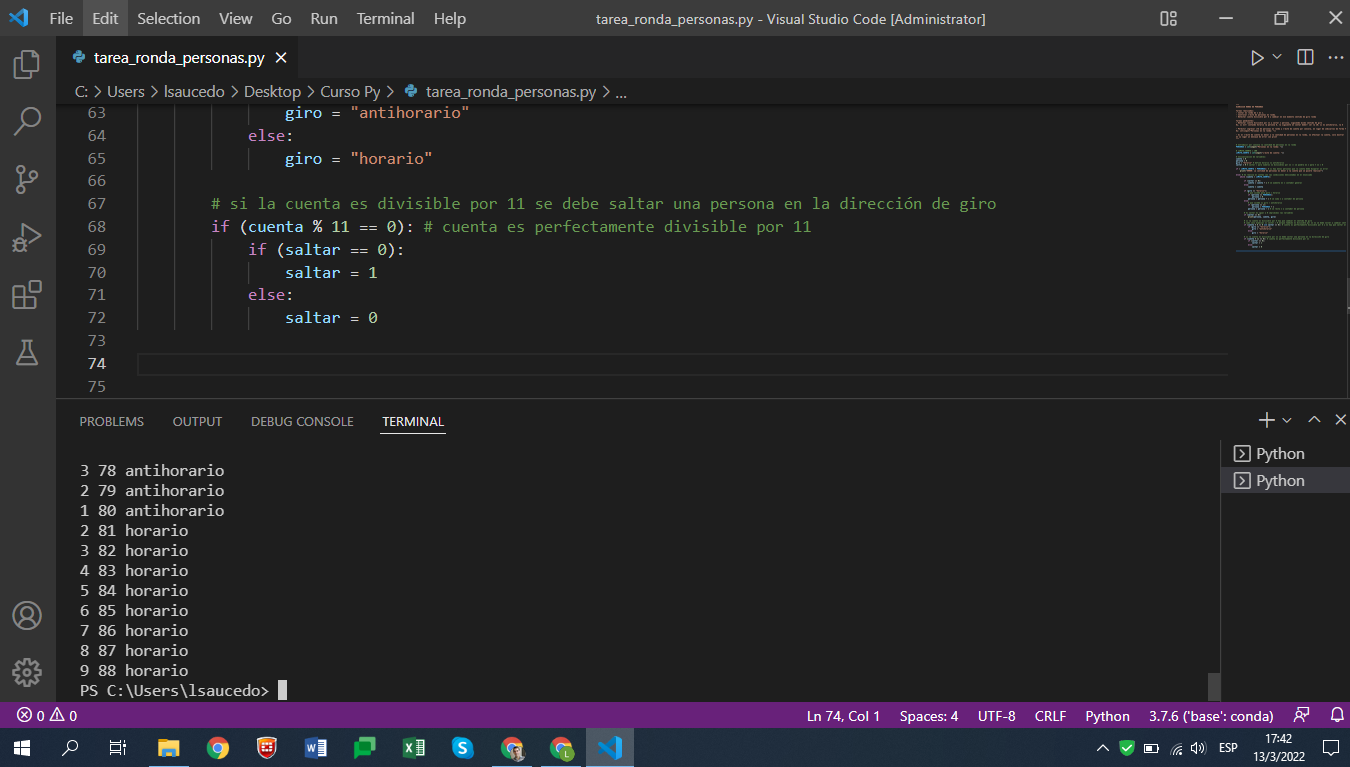 File Edit Selection View Go Run Terminal Help tarea_ronda_personas.py - Visual Studio Code [Administrator]
tarea_ronda_personas.py
C: > Users > lsaucedo > Desktop > Curso Py > tarea_ronda_personas.py > ...
63 giro = "antihorario"
64 else:
65 giro = "horario"
66
67 # si la cuenta es divisible por 11 se debe saltar una persona en la dirección de giro
68 if (cuenta % 11 == 0): # cuenta es perfectamente divisible por 11
69 if (saltar == 0):
70 saltar = 1
71 else:
72 saltar = 0
73
74
75
PROBLEMS OUTPUT DEBUG CONSOLE TERMINAL
3 78 antihorario
2 79 antihorario
1 80 antihorario
2 81 horario
3 82 horario
4 83 horario
5 84 horario
6 85 horario
7 86 horario
8 87 horario
9 88 horario
PS C:\Users\lsaucedo>
Python
Python
0 0 Ln 74, Col 1 Spaces: 4 UTF-8 CRLF Python 3.7.6 ('base': conda)
ESP
17:42
13/3/2022